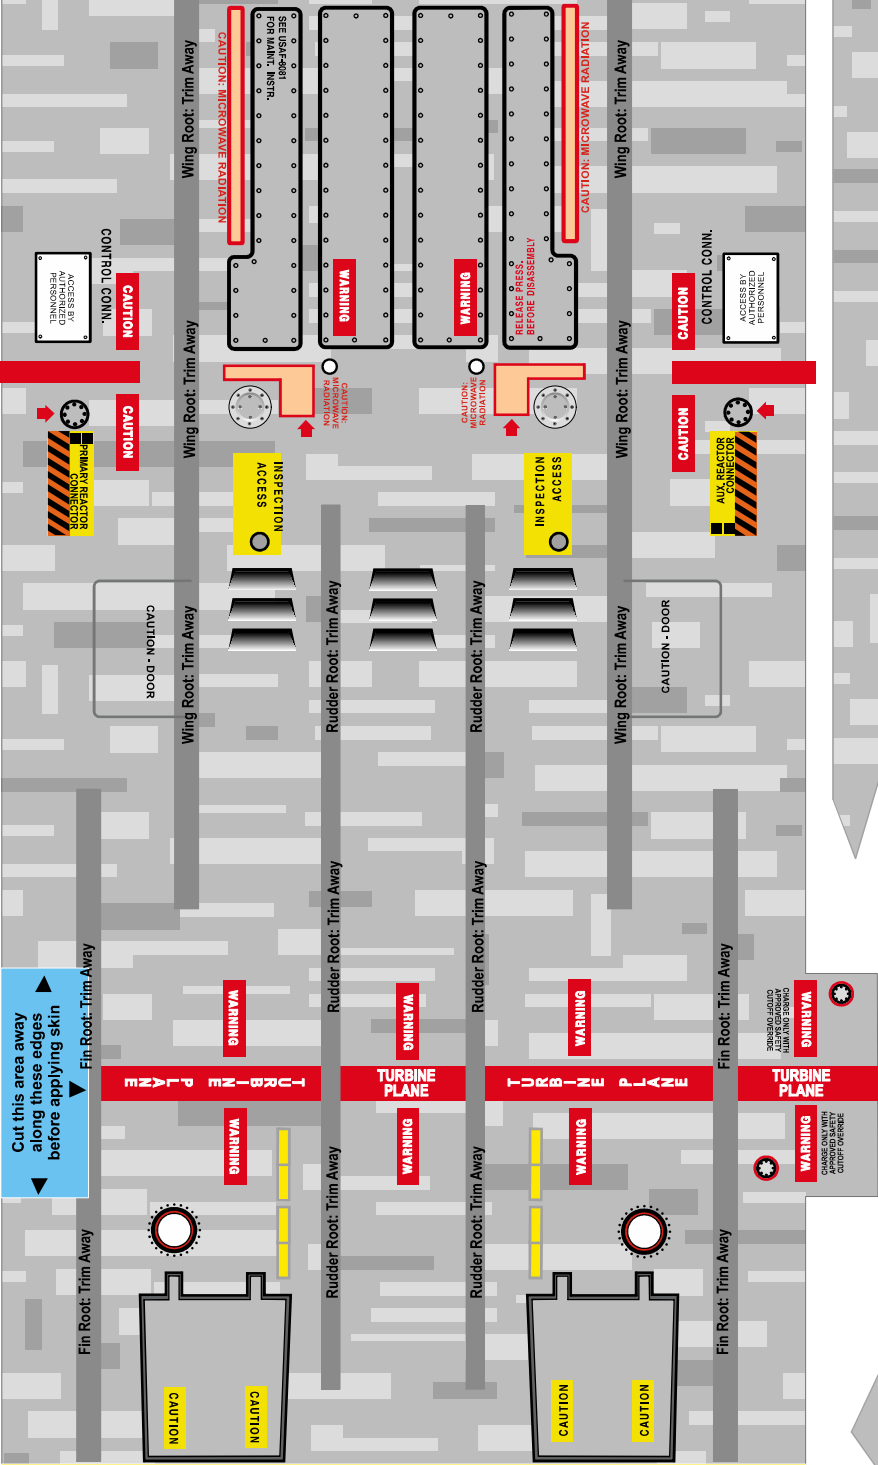 Wing Root: Trim Away
CAUTION: MICROWAVE RADIATION
SEE USAF-8081
FOR MAINT. INSTR.
CAUTION: MICROWAVE RADIATION
Wing Root: Trim Away
ACCESS BY
AUTHORIZED
PERSONNEL
CONTROL CONN.
CAUTION
WARNING
WARNING
RELEASE PRESS.
BEFORE DISASSEMBLY
CAUTION
CONTROL CONN.
ACCESS BY
AUTHORIZED
PERSONNEL
Wing Root: Trim Away
CAUTION:
MICROWAVE
RADIATION
CAUTION:
MICROWAVE
RADIATION
Wing Root: Trim Away
CAUTION
CAUTION
PRIMARY REACTOR
CONNECTOR
INSPECTION
ACCESS
INSPECTION
ACCESS
AUX. REACTOR
CONNECTOR
CAUTION - DOOR
Wing Root: Trim Away
Rudder Root: Trim Away
Rudder Root: Trim Away
Wing Root: Trim Away
CAUTION - DOOR
Rudder Root: Trim Away
Rudder Root: Trim Away
Fin Root: Trim Away
Fin Root: Trim Away
Cut this area away
along these edges
before applying skin
WARNING
WARNING
WARNING
CHARGE ONLY WITH
APPROVED SAFETY
CUTOFF OVERRIDE
WARNING
TURBINE PLANE
TURBINE
PLANE
TURBINE PLANE
TURBINE
PLANE
WARNING
WARNING
WARNING
WARNING
CHARGE ONLY WITH
APPROVED SAFETY
CUTOFF OVERRIDE
Fin Root: Trim Away
Rudder Root: Trim Away
Rudder Root: Trim Away
Fin Root: Trim Away
CAUTION
CAUTION
CAUTION
CAUTION